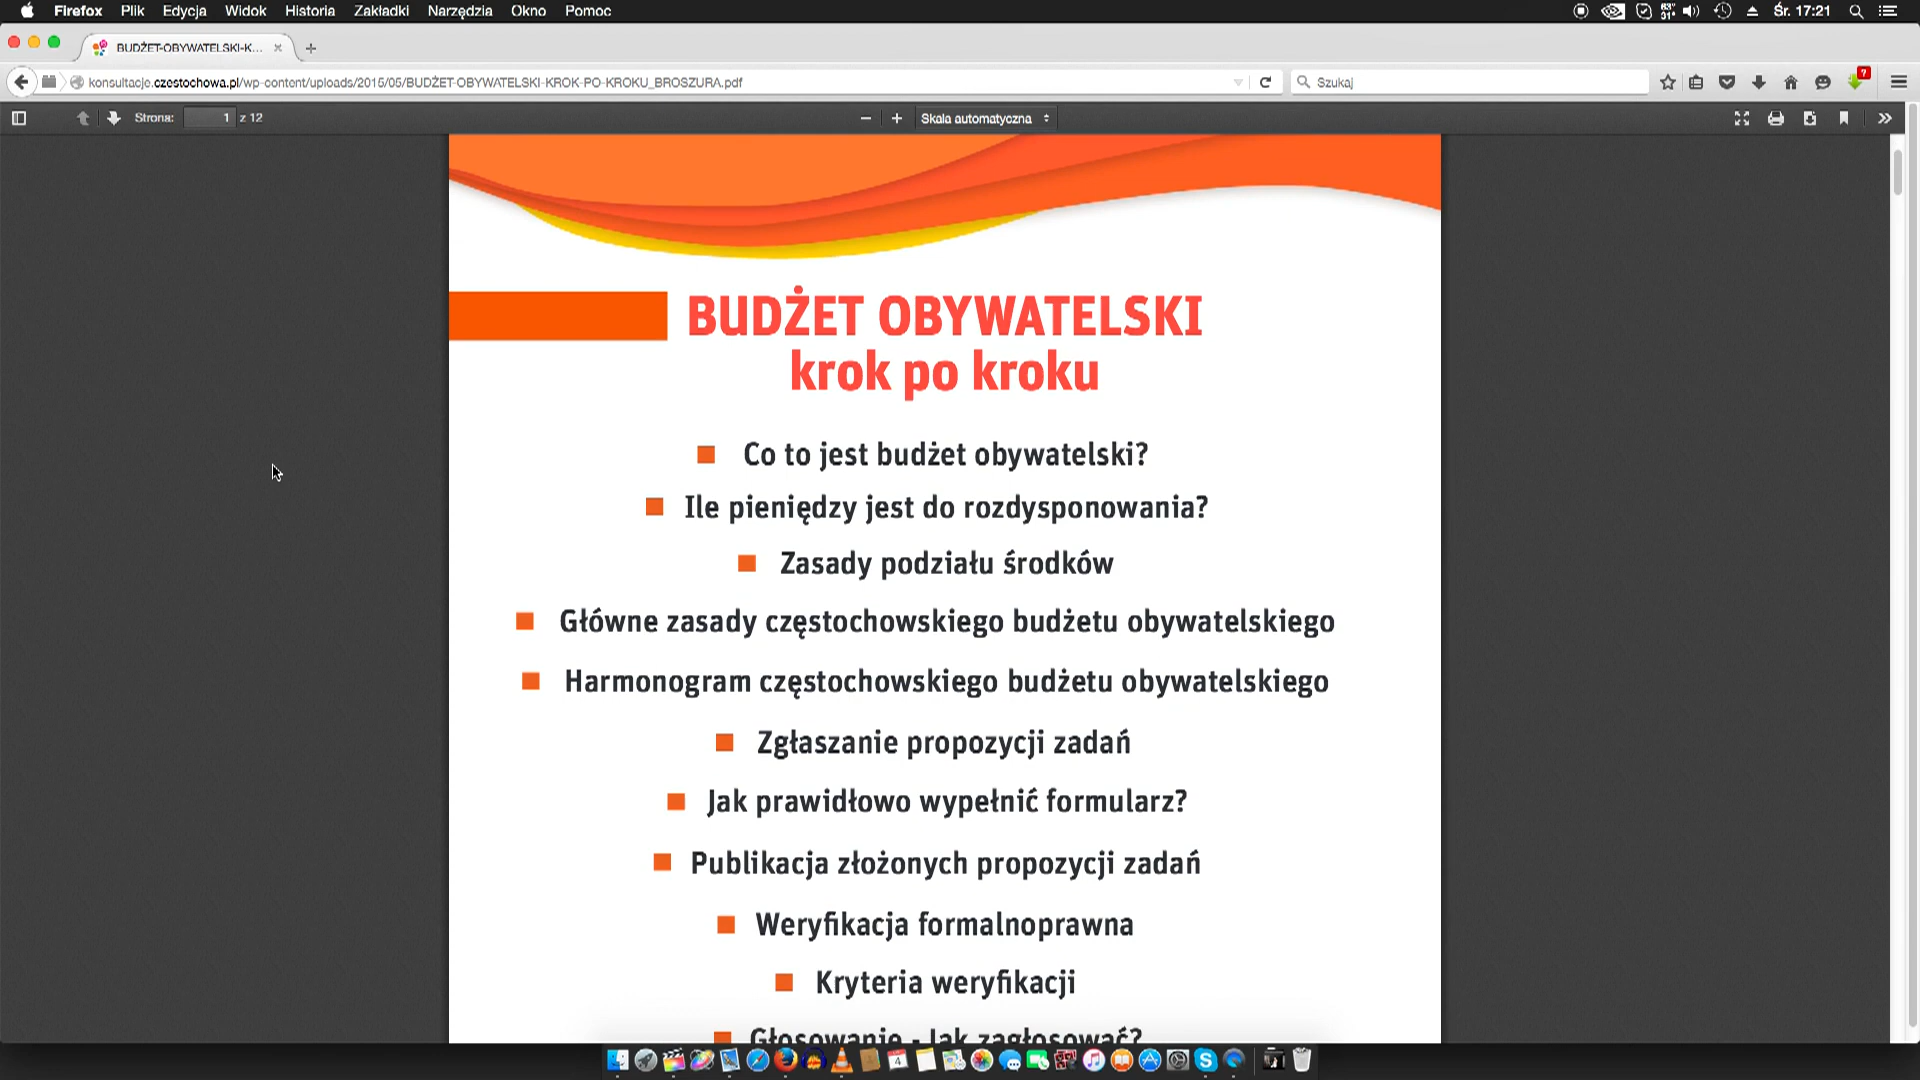 Firefox Plik Edycja Widok Historia Zakładki Narzędzia Okno Pomoc Śr. 17:21
BUDŻET-OBYWATELSKI-K...
konsultacje.czestochowa.pl/wp-content/uploads/2015/05/BUDŻET-OBYWATELSKI-KROK-PO-KROKU_BROSZURA.pdf
Szukaj
?
Strona: 1 z 12
Skala automatyczna
BUDŻET OBYWATELSKI
krok po kroku
Co to jest budżet obywatelski?
Ile pieniędzy jest do rozdysponowania?
Zasady podziału środków
Główne zasady częstochowskiego budżetu obywatelskiego
Harmonogram częstochowskiego budżetu obywatelskiego
Zgłaszanie propozycji zadań
Jak prawidłowo wypełnić formularz?
Publikacja złożonych propozycji zadań
Weryfikacja formalnoprawna
Kryteria weryfikacji
Głosowanie - Jak zagłosować?
4